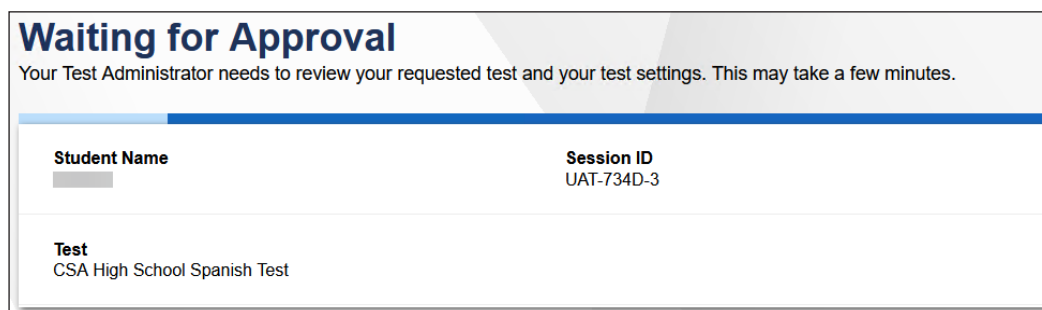 Waiting for Approval
Your Test Administrator needs to review your requested test and your test settings. This may take a few minutes.
Student Name
Session ID
UAT-734D-3
Test
CSA High School Spanish Test